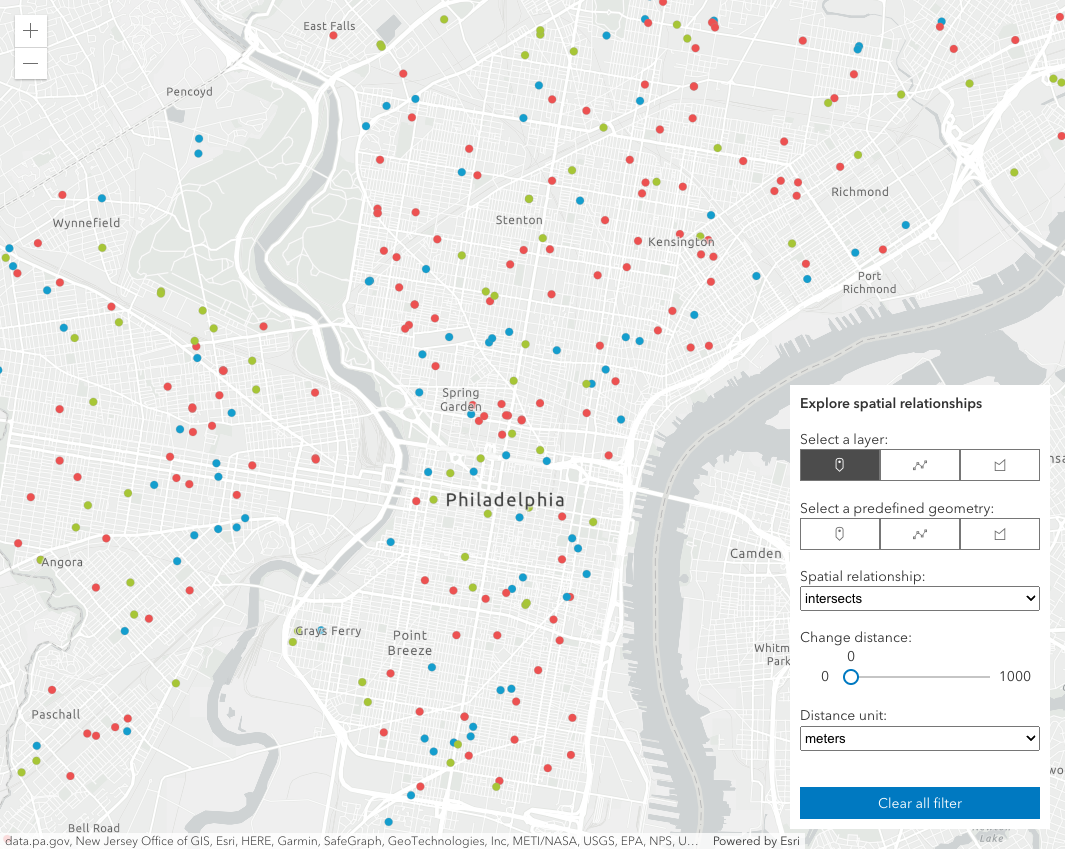 +
East Falls
−
Pencoyd
Richmond
Wynnefield
Stenton
Kensington
Port
Richmond
Spring
Garden
Explore spatial relationships
Select a layer:
Philadelphia
Select a predefined geometry:
Camden
Angora
Spatial relationship:
intersects
Grays Ferry
Point
Breeze
Change distance:
Whitm
Park
0
0
1000
Paschall
Distance unit:
meters
Clear all filter
Bell Road
Lake
data.pa.gov, New Jersey Office of GIS, Esri, HERE, Garmin, SafeGraph, GeoTechnologies, Inc, METI/NASA, USGS, EPA, NPS, U... Powered by Esri